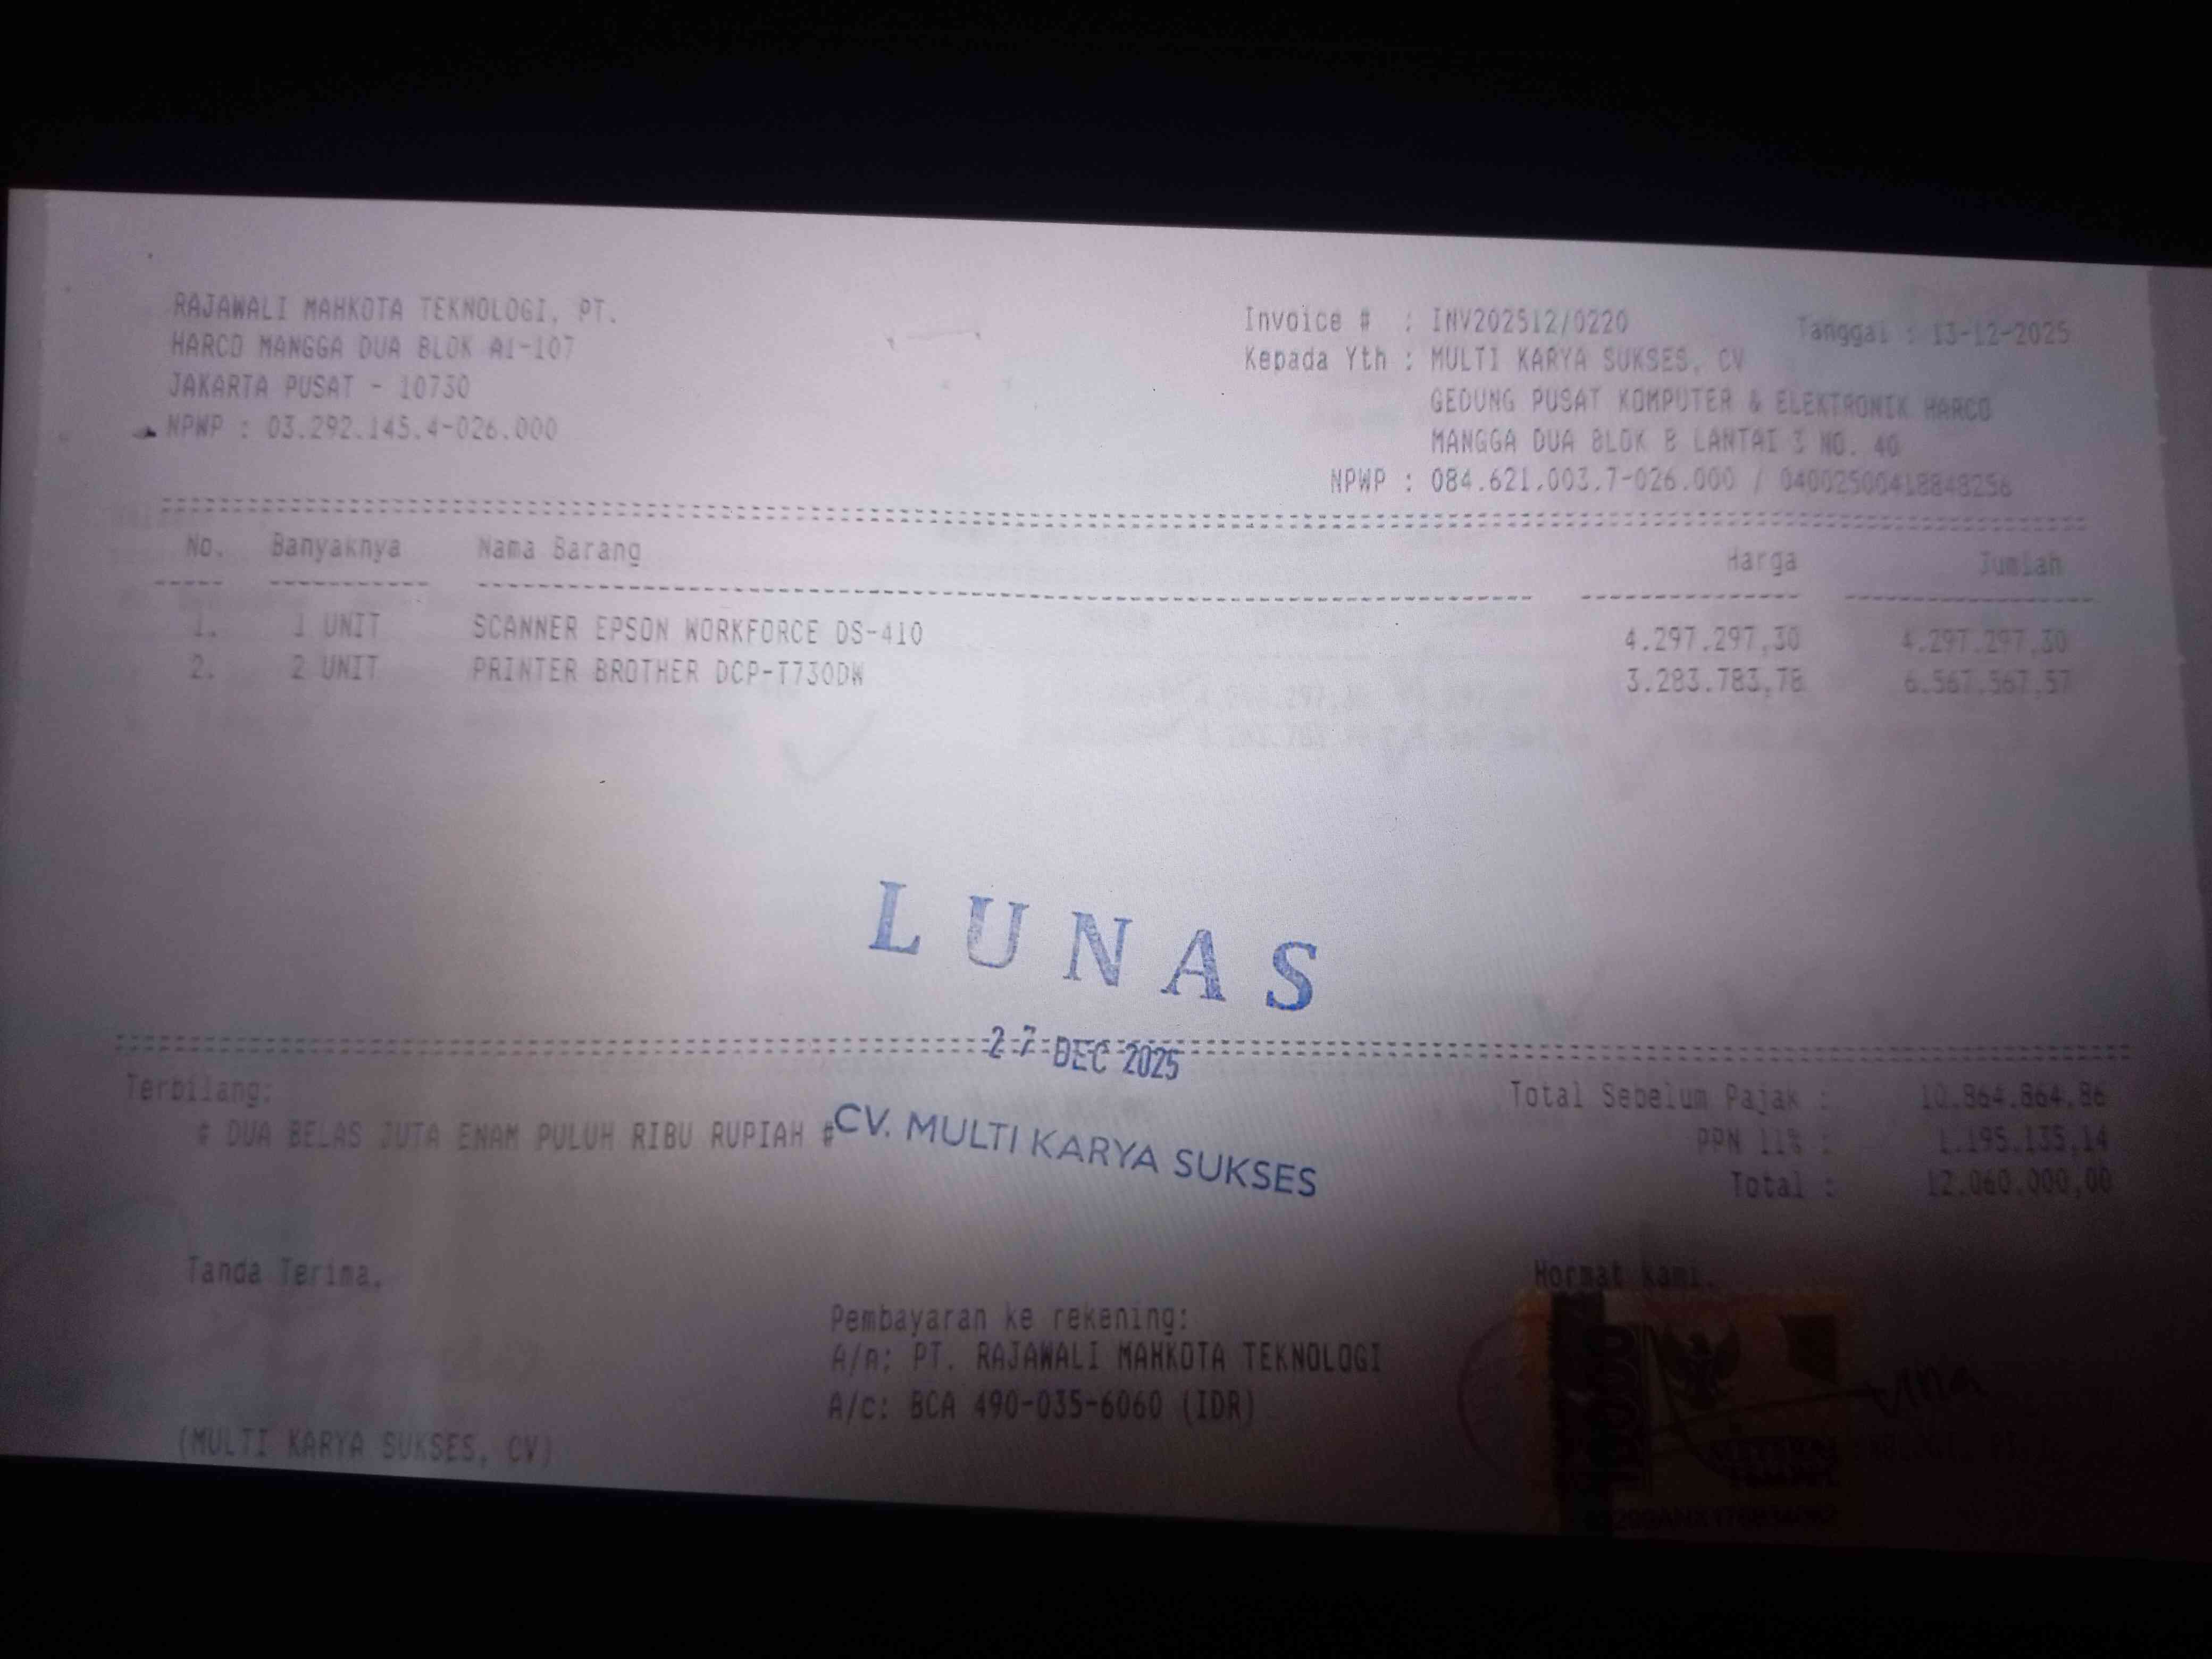 RAJAWALI MAHKOTA TEKNOLOGI, PT.
HARCO MANGGA DUA BLOK A1-107
JAKARTA PUSAT - 10730
NPWP : 03.292.145.4-026.000
Invoice # : INV202512/0220 Tanggal : 13-12-2025
Kepada Yth : MULTI KARYA SUKSES, CV
GEDUNG PUSAT KOMPUTER & ELEKTRONIK HARCO
MANGGA DUA BLOK B LANTAI 3 NO. 40
NPWP : 084.621.003.7-026.000 / 04002500418848256
No. Banyaknya Nama Barang Harga Jumlah
1. 1 UNIT SCANNER EPSON WORKFORCE DS-410 4.297.297,30 4.297.297,30
2. 2 UNIT PRINTER BROTHER DCP-T730DW 3.283.783,78 6.567.567,57
LUNAS
27 DEC 2025
CV. MULTI KARYA SUKSES
Terbilang:
# DUA BELAS JUTA ENAM PULUH RIBU RUPIAH #
Total Sebelum Pajak : 10.864.864,86
PPN 11% : 1.195.135,14
Total : 12.060.000,00
Tanda Terima,
(MULTI KARYA SUKSES, CV)
Pembayaran ke rekening:
A/n: PT. RAJAWALI MAHKOTA TEKNOLOGI
A/c: BCA 490-035-6060 (IDR)
Hormat kami,
10000
METERAI
TEMPEL